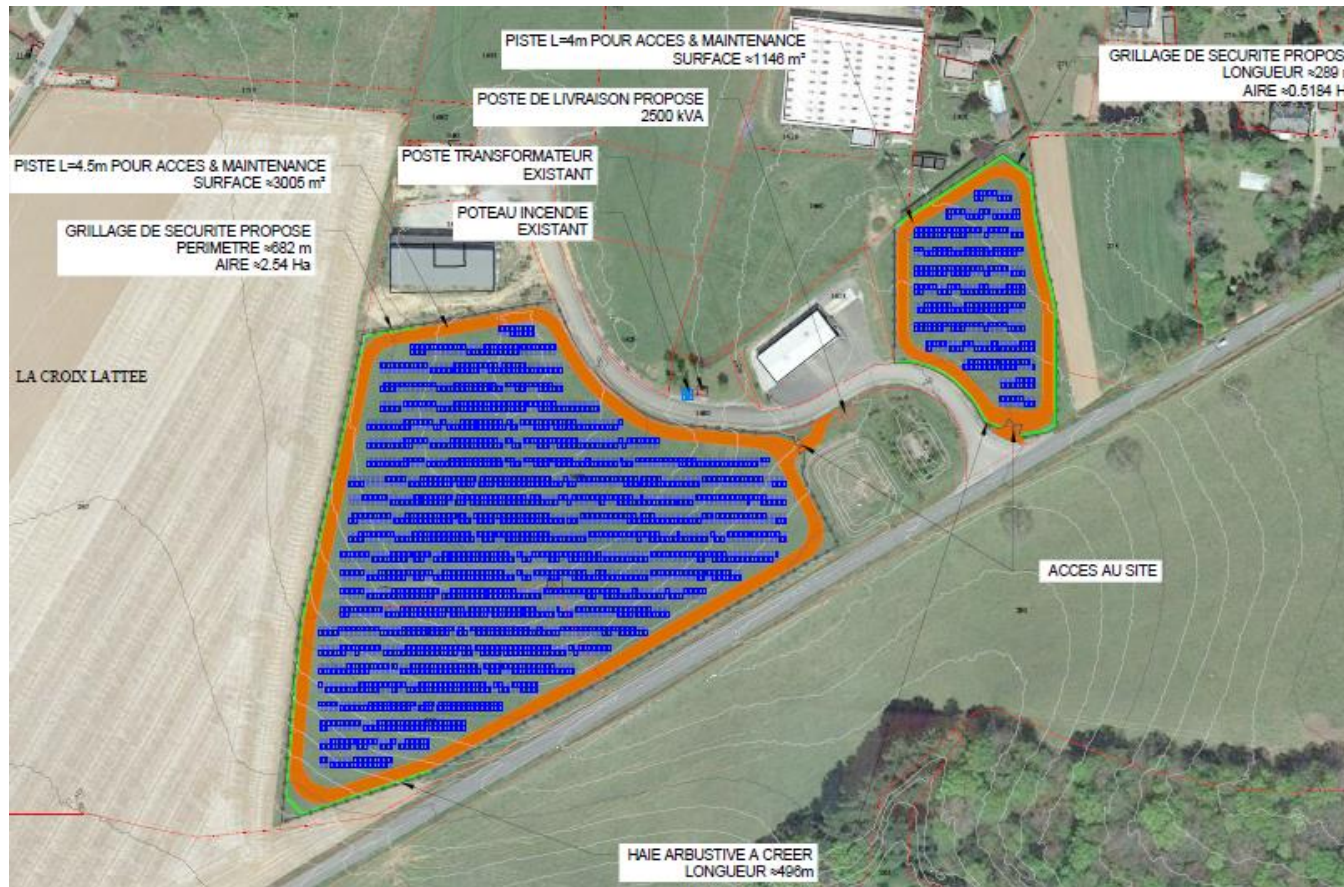 PISTE L=4m POUR ACCES & MAINTENANCE
SURFACE ≈1146 m²
GRILLAGE DE SECURITE PROPOS
LONGUEUR ≈289
AIRE ≈0.5184 H
POSTE DE LIVRAISON PROPOSE
2500 kVA
POSTE TRANSFORMATEUR
EXISTANT
PISTE L=4.5m POUR ACCES & MAINTENANCE
SURFACE ≈3005 m²
POTEAU INCENDIE
EXISTANT
GRILLAGE DE SECURITE PROPOSE
PERIMETRE ≈682 m
AIRE ≈2.54 Ha
LA CROIX LATTEE
ACCES AU SITE
HAIE ARBUSTIVE A CREER
LONGUEUR ≈496m